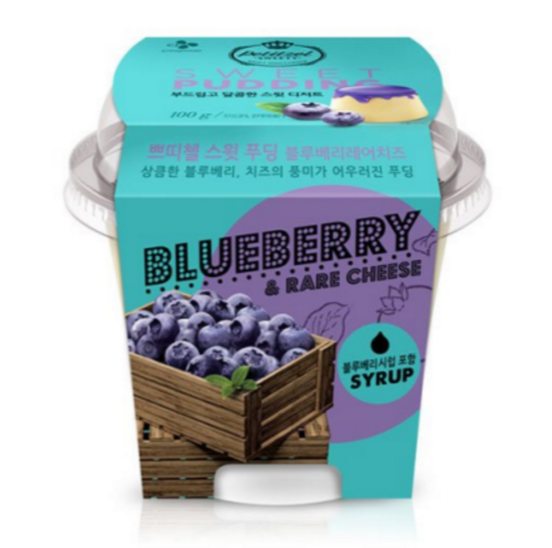 Petitzel
SWEET
PUDDING
부드럽고 달콤한 스윗 디저트
100 g /
쁘띠첼 스윗 푸딩 블루베리레어치즈
상큼한 블루베리, 치즈의 풍미가 어우러진 푸딩
BLUEBERRY
& RARE CHEESE
블루베리시럽 포함
SYRUP